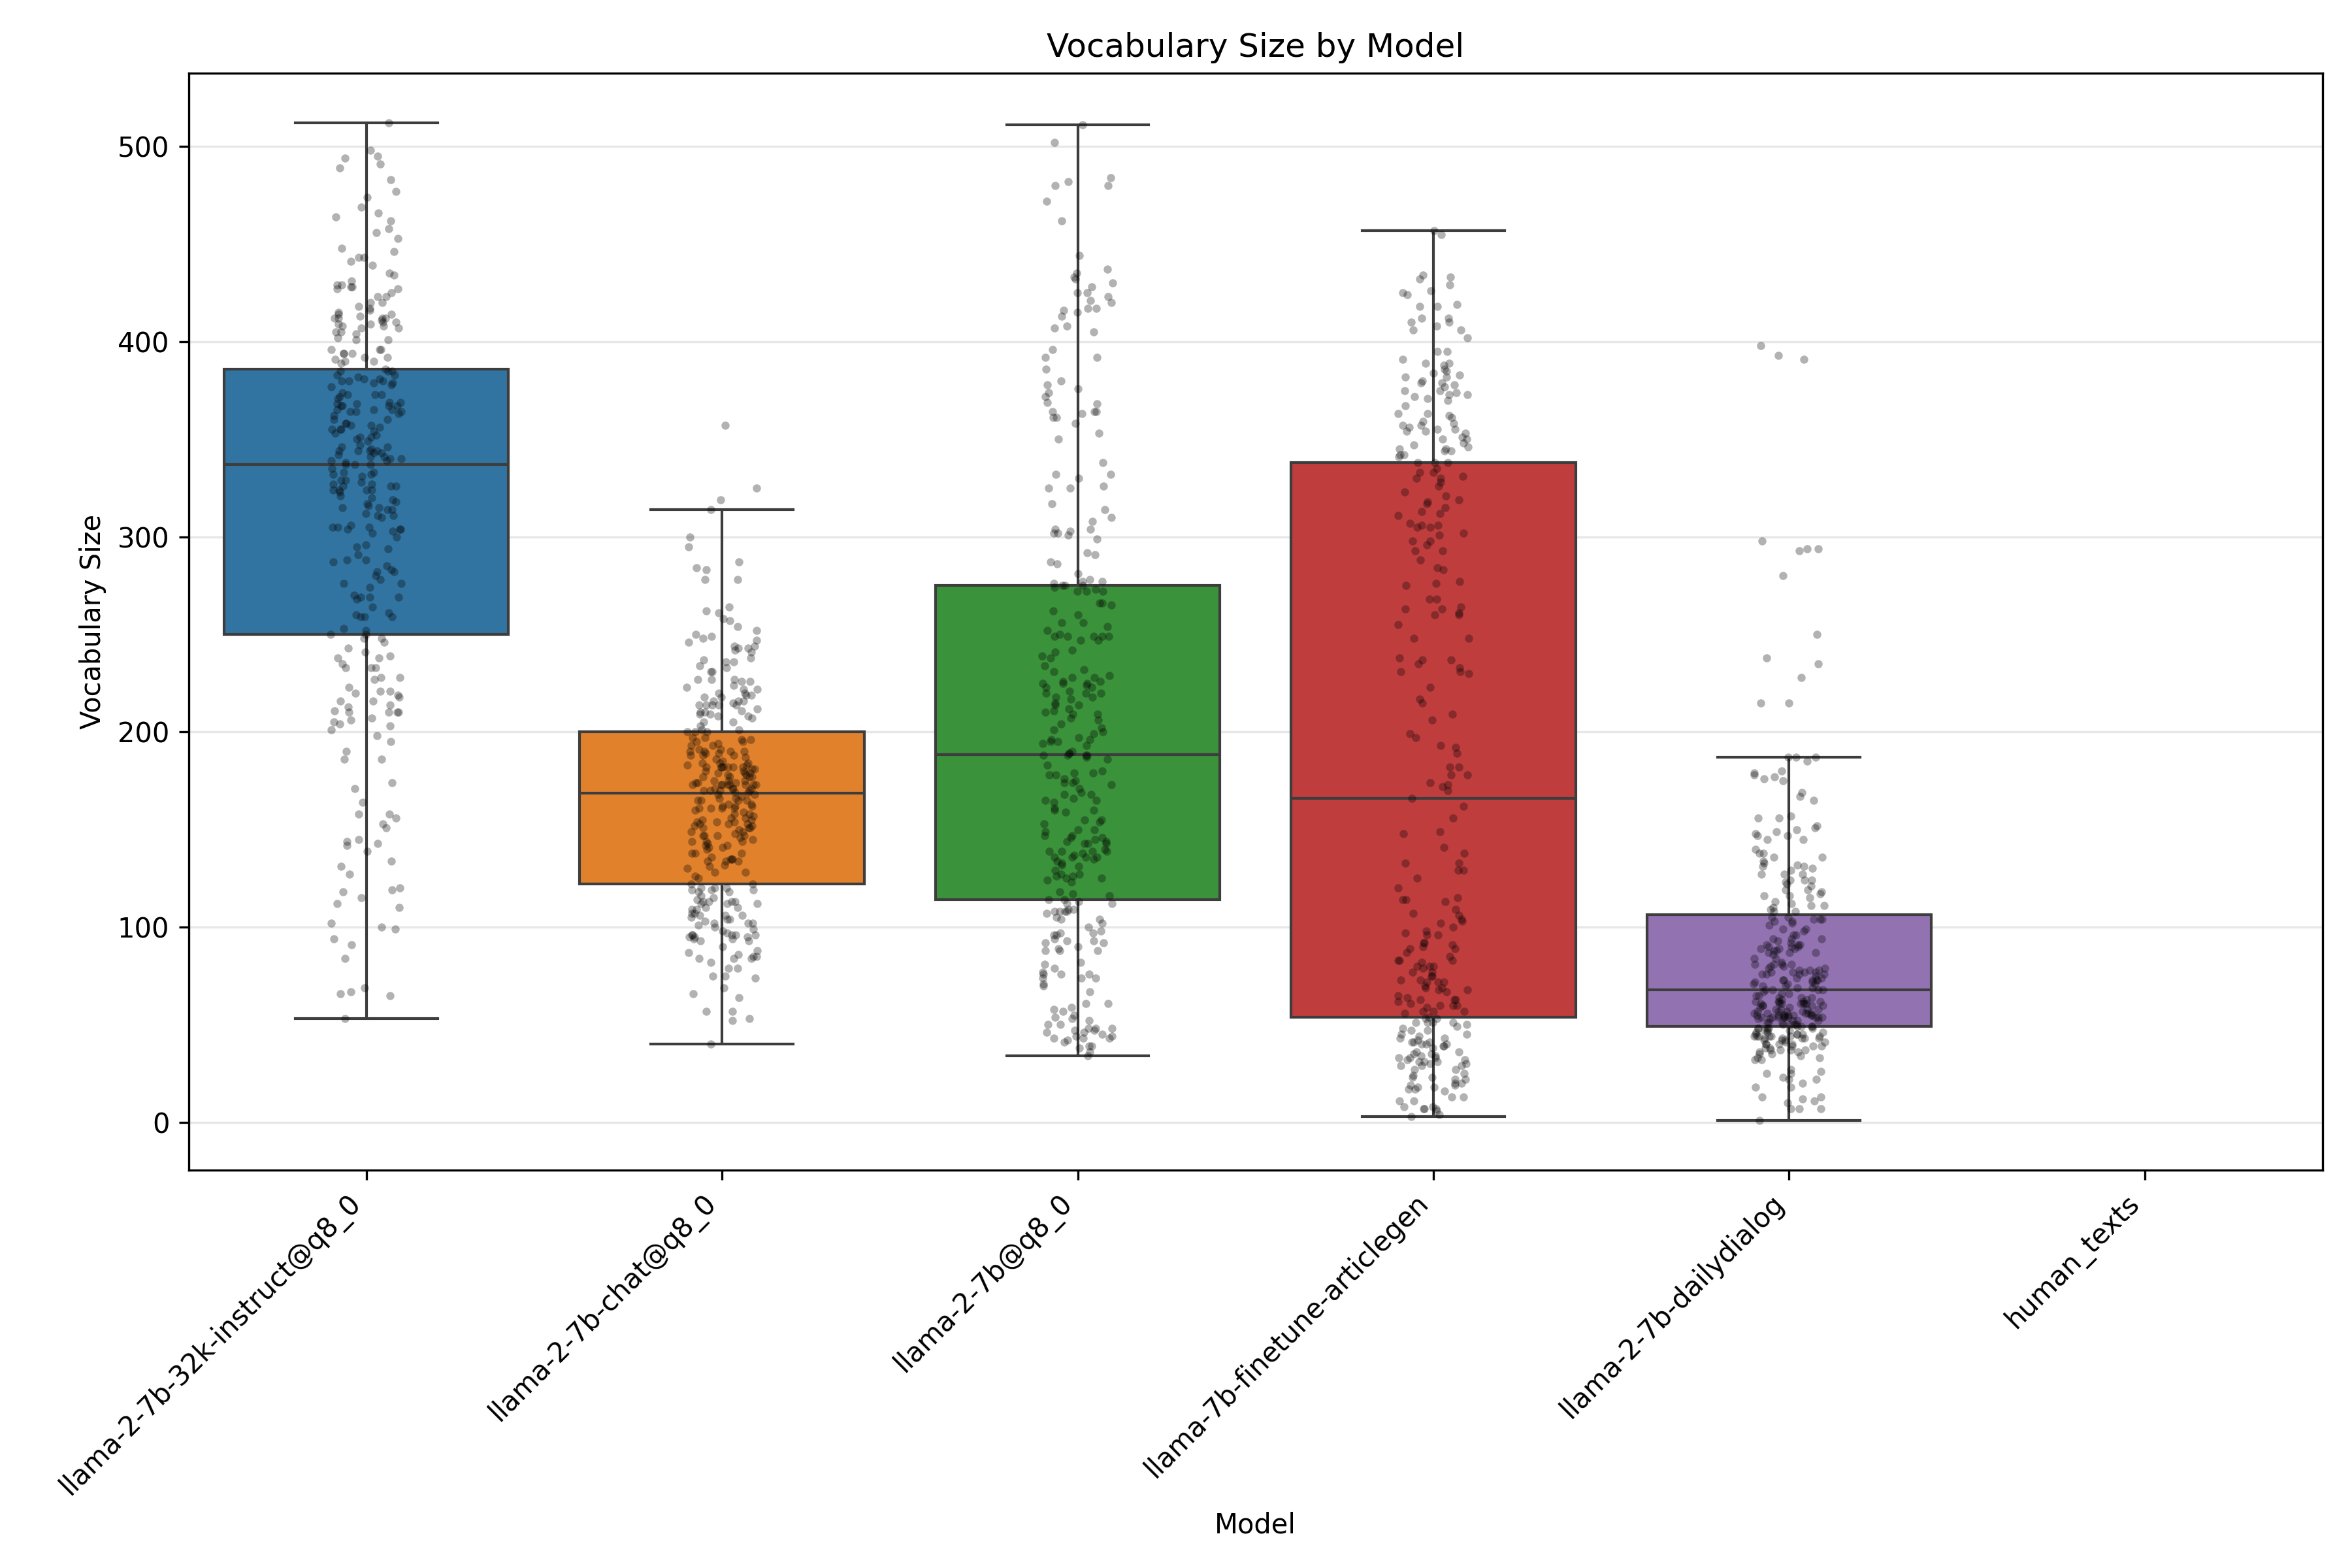 Vocabulary Size by Model
Vocabulary Size
500
400
300
200
100
0
llama-2-7b-32k-instruct@q8_0
llama-2-7b-chat@q8_0
llama-2-7b@q8_0
llama-7b-finetune-articlegen
llama-2-7b-dailydialog
human_texts
Model